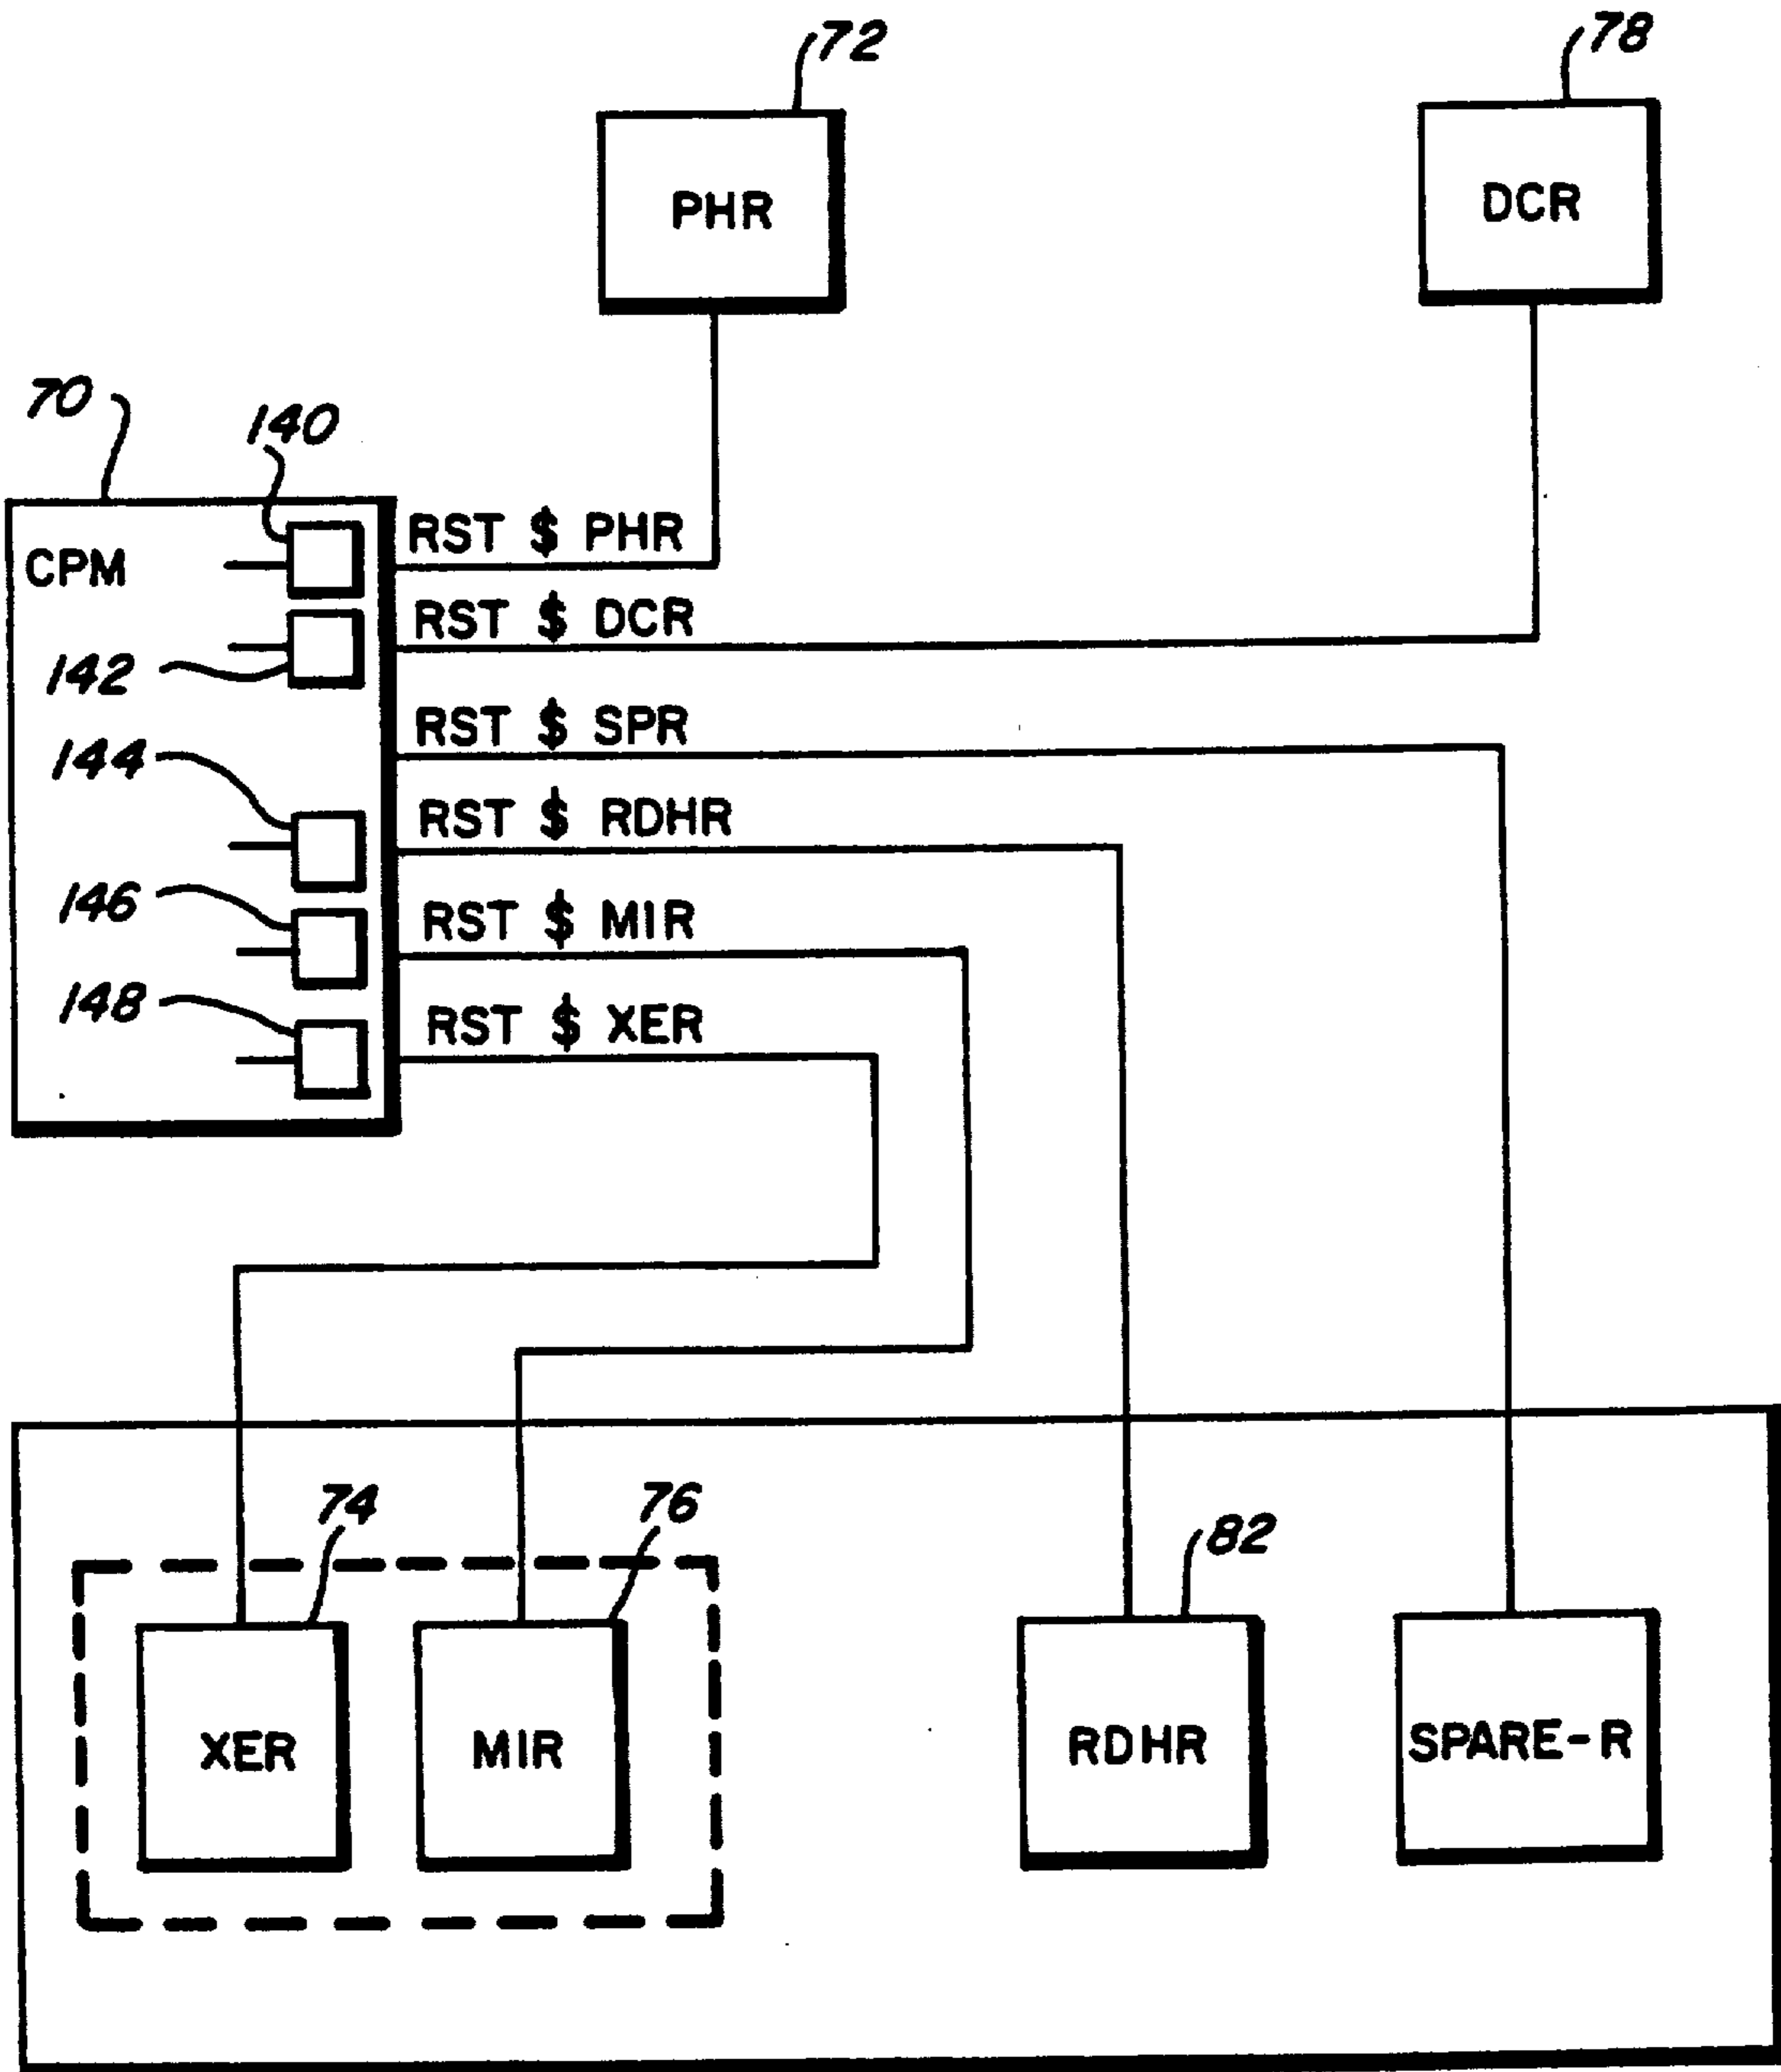 72
78
PHR
DCR
70
140
CPM
RST $ PHR
RST $ DCR
142
RST $ SPR
144
RST $ RDHR
146
RST $ MIR
148
RST $ XER
74
76
82
XER
MIR
RDHR
SPARE-R